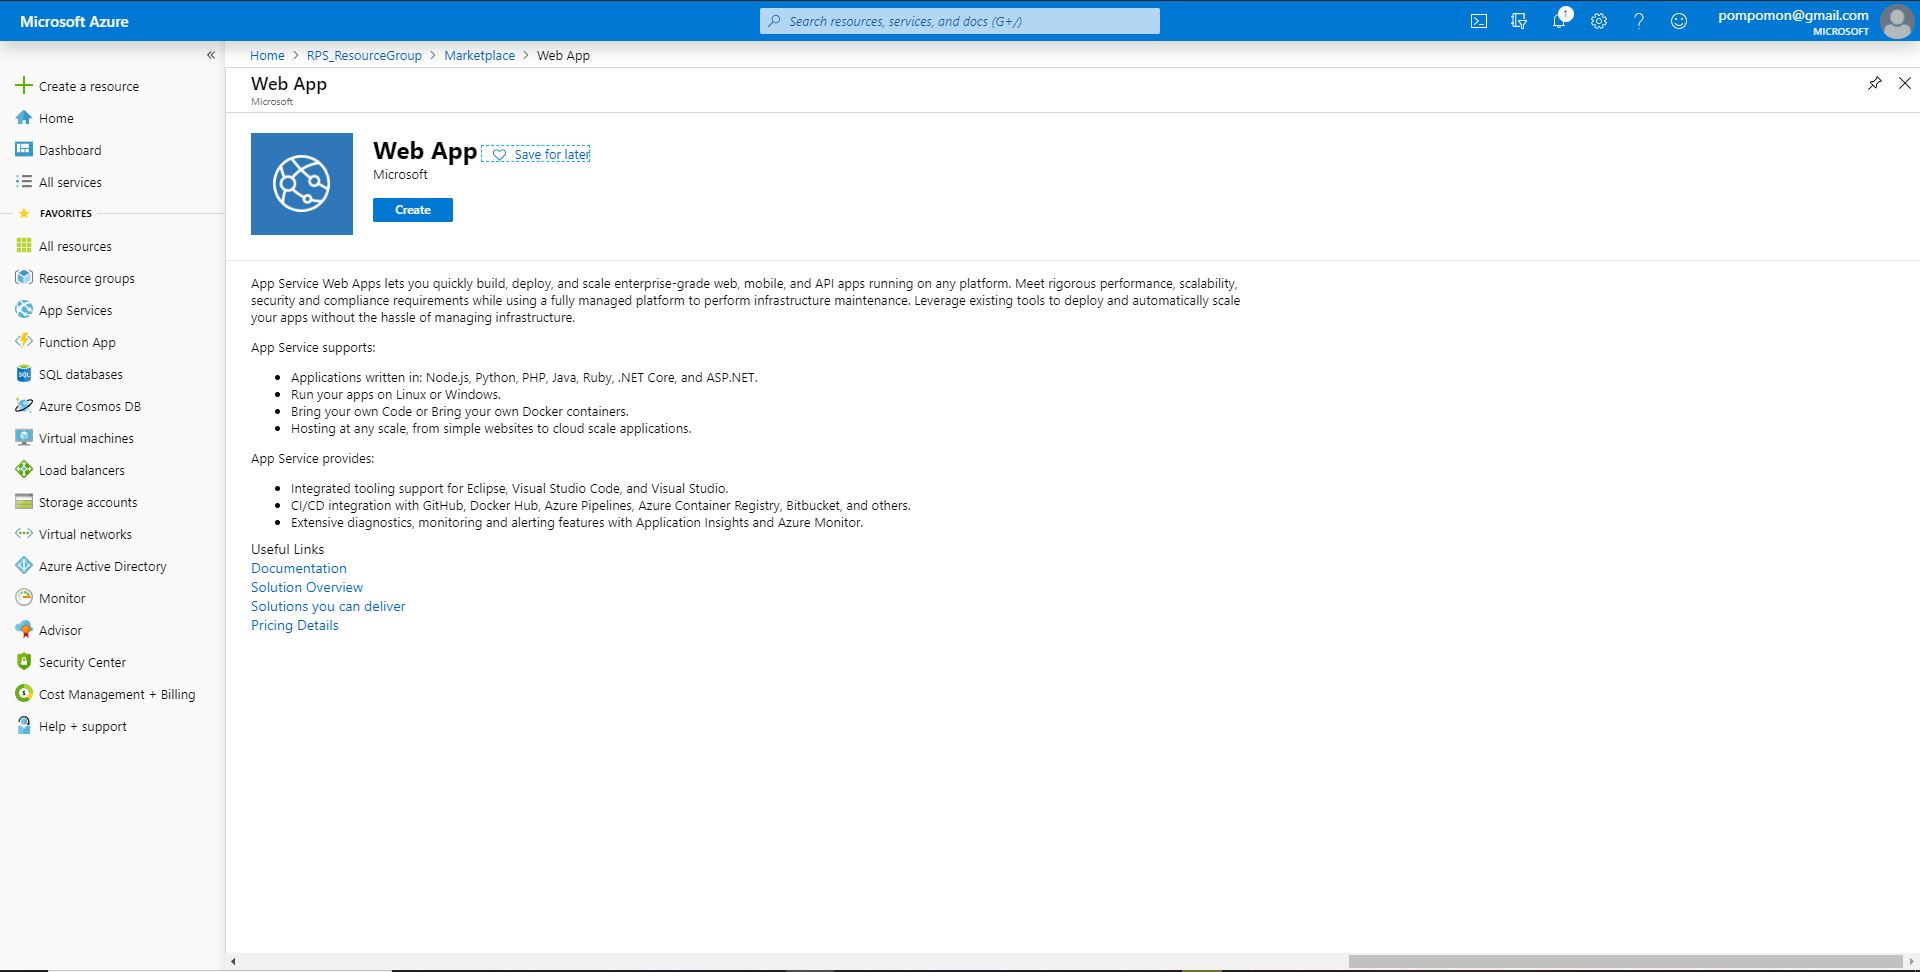 Microsoft Azure
Search resources, services, and docs (G+/)
1
pompomon@gmail.com
MICROSOFT
«
Create a resource
Home
Dashboard
All services
FAVORITES
All resources
Resource groups
App Services
Function App
SQL databases
Azure Cosmos DB
Virtual machines
Load balancers
Storage accounts
Virtual networks
Azure Active Directory
Monitor
Advisor
Security Center
Cost Management + Billing
Help + support
Home > RPS_ResourceGroup > Marketplace > Web App
Web App
Microsoft
Web App Save for later
Microsoft
Create
App Service Web Apps lets you quickly build, deploy, and scale enterprise-grade web, mobile, and API apps running on any platform. Meet rigorous performance, scalability,
security and compliance requirements while using a fully managed platform to perform infrastructure maintenance. Leverage existing tools to deploy and automatically scale
your apps without the hassle of managing infrastructure.
App Service supports:
• Applications written in: Node.js, Python, PHP, Java, Ruby, .NET Core, and ASP.NET.
• Run your apps on Linux or Windows.
• Bring your own Code or Bring your own Docker containers.
• Hosting at any scale, from simple websites to cloud scale applications.
App Service provides:
• Integrated tooling support for Eclipse, Visual Studio Code, and Visual Studio.
• CI/CD integration with GitHub, Docker Hub, Azure Pipelines, Azure Container Registry, Bitbucket, and others.
• Extensive diagnostics, monitoring and alerting features with Application Insights and Azure Monitor.
Useful Links
Documentation
Solution Overview
Solutions you can deliver
Pricing Details